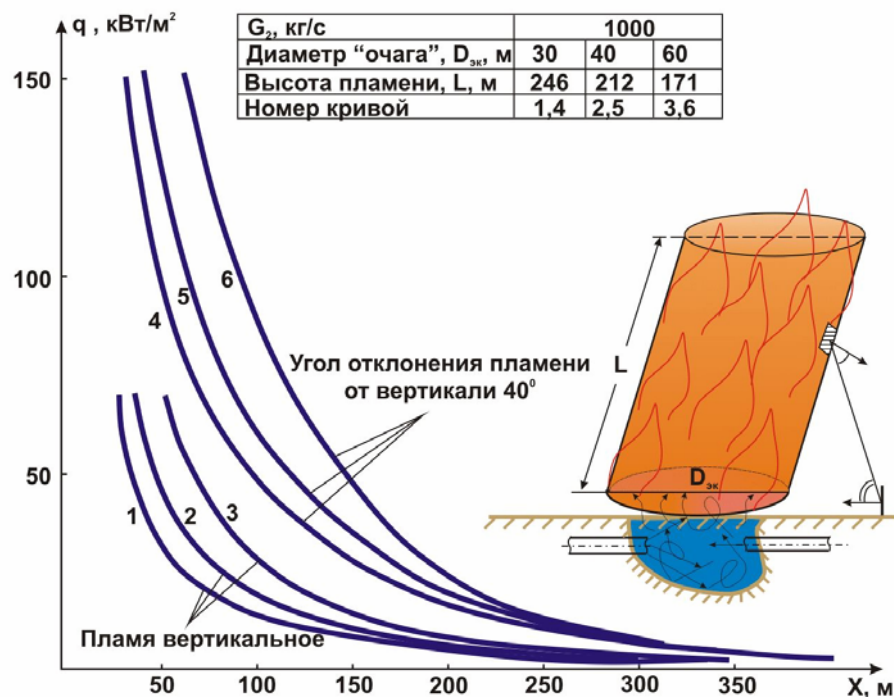 q , кВт/м²
G₂, кг/с 1000
Диаметр “очага”, Dэк, м 30 40 60
Высота пламени, L, м 246 212 171
Номер кривой 1,4 2,5 3,6
150
100
50
4
5
6
1
2
3
Угол отклонения пламени
от вертикали 40⁰
Пламя вертикальное
L
Dэк
50 100 150 200 250 300 350 X, м